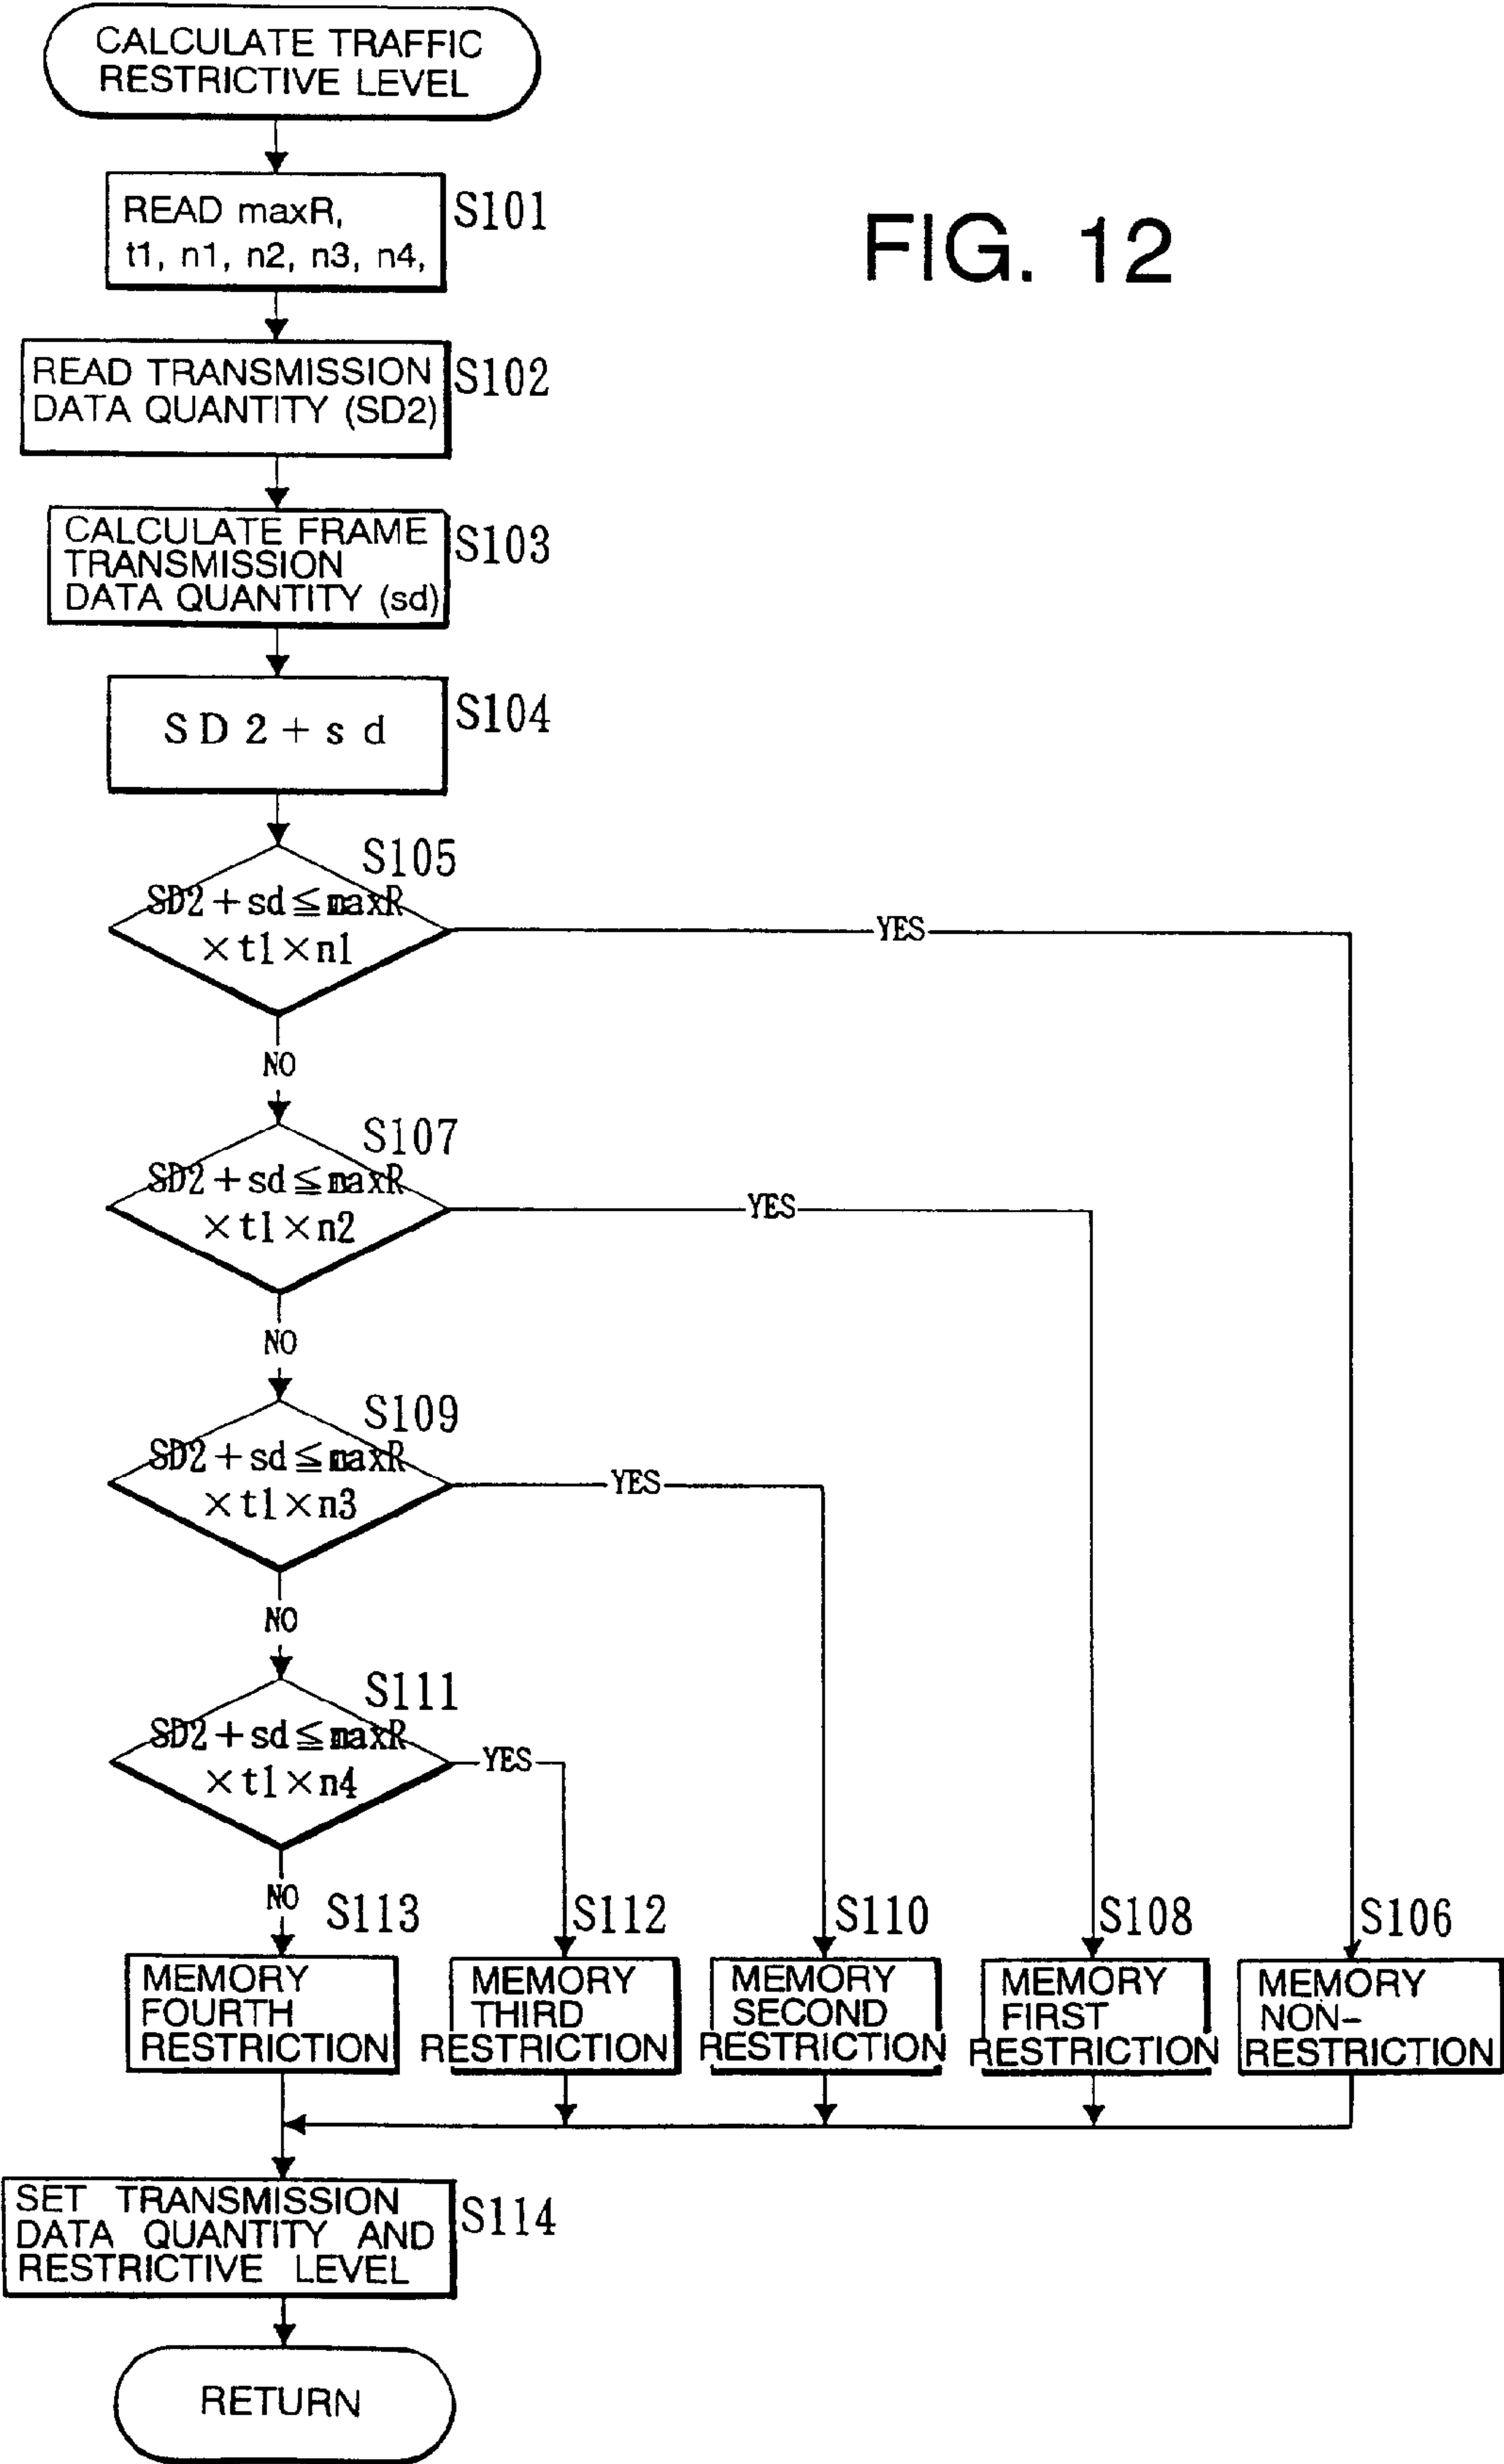 CALCULATE TRAFFIC
RESTRICTIVE LEVEL
FIG. 12
READ maxR,
t1, n1, n2, n3, n4,
S101
READ TRANSMISSION
DATA QUANTITY (SD2)
S102
CALCULATE FRAME
TRANSMISSION
DATA QUANTITY (sd)
S103
SD2+sd
S104
S105
SD2+sd≦maxR
×t1×n1
YES
NO
S107
SD2+sd≦maxR
×t1×n2
YES
NO
S109
SD2+sd≦maxR
×t1×n3
YES
NO
S111
SD2+sd≦maxR
×t1×n4
YES
NO
S113
MEMORY
FOURTH
RESTRICTION
S112
MEMORY
THIRD
RESTRICTION
S110
MEMORY
SECOND
RESTRICTION
S108
MEMORY
FIRST
RESTRICTION
S106
MEMORY
NON-
RESTRICTION
SET TRANSMISSION
DATA QUANTITY AND
RESTRICTIVE LEVEL
S114
RETURN